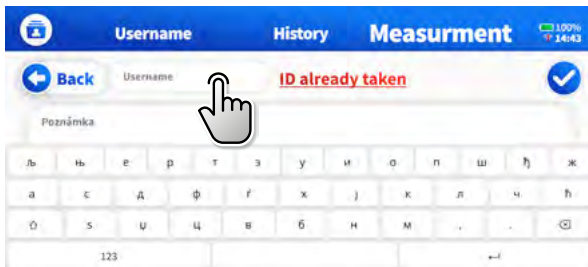 Username History Measurment 100%
14:43
Back Username ID already taken
Poznámka
љ њ е р т з у и о п ш ђ ж
а с д ф г х ј к л ч ћ
ѕ џ ц в б н м , .
123